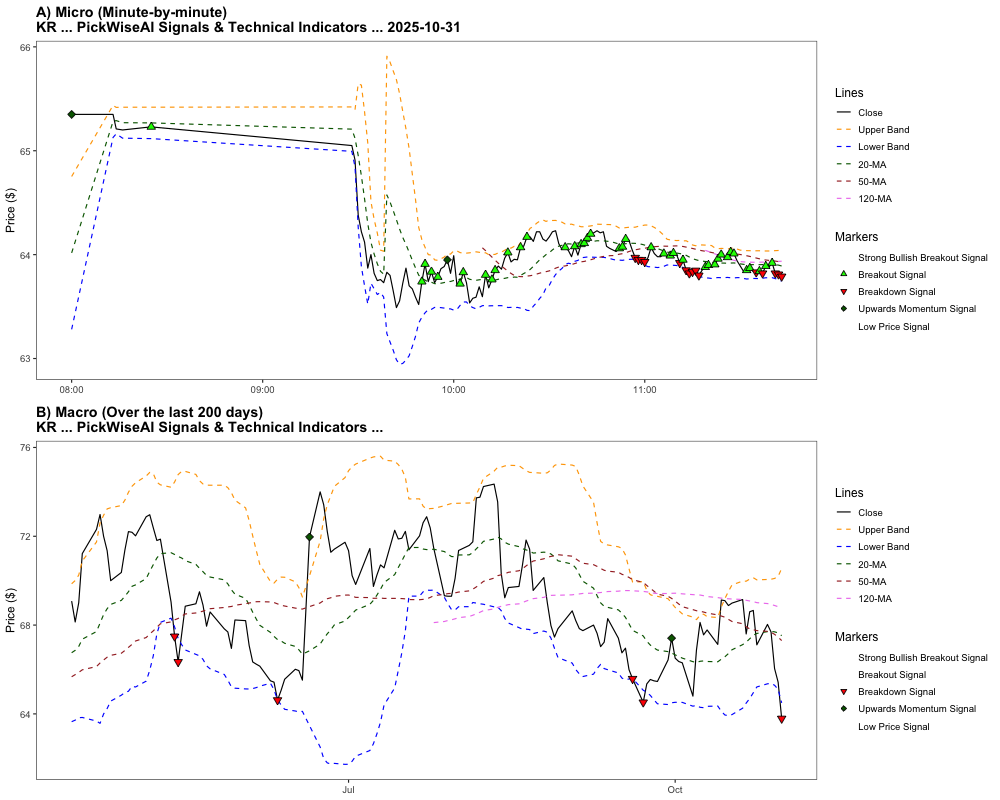 A) Micro (Minute-by-minute)
KR ... PickWiseAI Signals & Technical Indicators ... 2025-10-31
Price ($)
66
65
64
63
08:00
09:00
10:00
11:00
Lines
Close
Upper Band
Lower Band
20-MA
50-MA
120-MA
Markers
Strong Bullish Breakout Signal
Breakout Signal
Breakdown Signal
Upwards Momentum Signal
Low Price Signal
B) Macro (Over the last 200 days)
KR ... PickWiseAI Signals & Technical Indicators ...
Price ($)
76
72
68
64
Jul
Oct
Lines
Close
Upper Band
Lower Band
20-MA
50-MA
120-MA
Markers
Strong Bullish Breakout Signal
Breakout Signal
Breakdown Signal
Upwards Momentum Signal
Low Price Signal